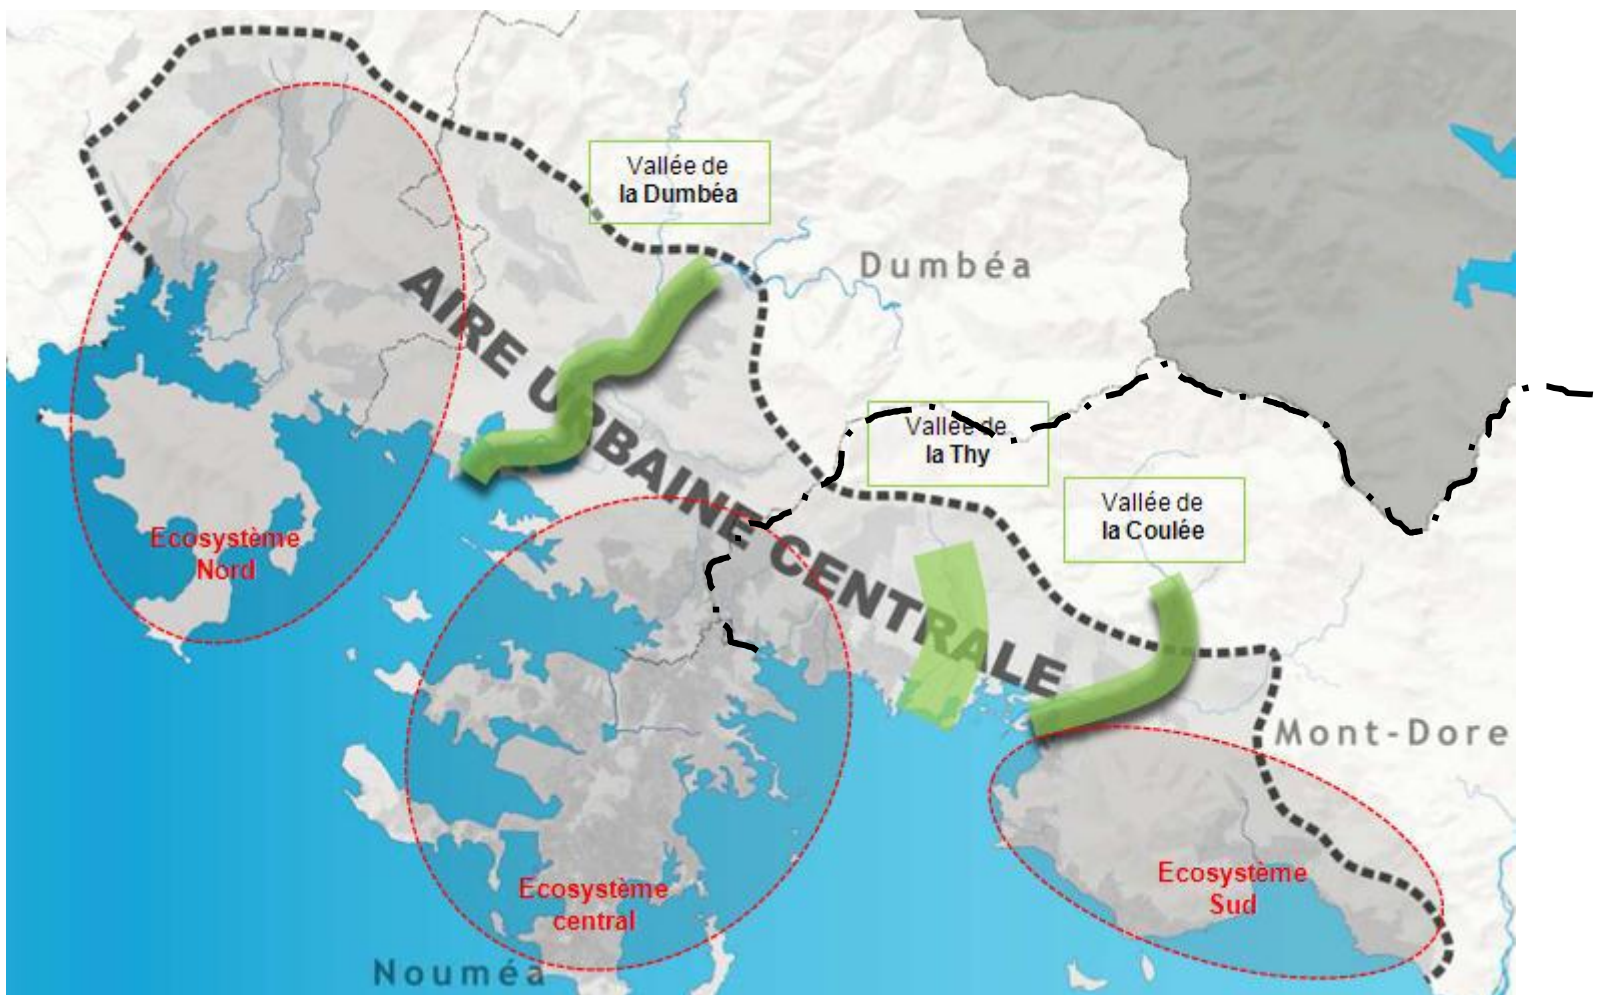 Vallée de
la Dumbéa
Dumbéa
AIRE URBAINE CENTRALE
Vallée de
la Thy
Vallée de
la Coulée
Ecosystème
Nord
Mont-Dore
Ecosystème
Sud
Ecosystème
central
Nouméa